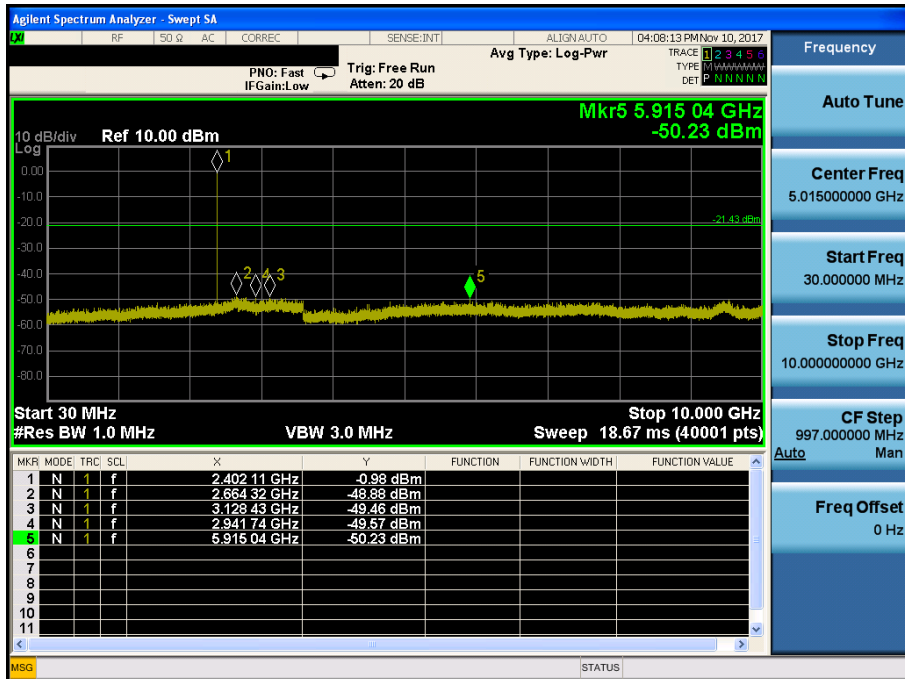 Agilent Spectrum Analyzer - Swept SA
LXI RF 50 Ω AC CORREC SENSE:INT ALIGN AUTO 04:08:13 PM Nov 10, 2017
Avg Type: Log-Pwr TRACE 1 2 3 4 5 6
PNO: Fast Trig: Free Run TYPE M W W W W W
IFGain:Low Atten: 20 dB DET P N N N N N
Mkr5 5.915 04 GHz
10 dB/div Ref 10.00 dBm -50.23 dBm
Log
0.00
-10.0
-20.0
-30.0
-40.0
-50.0
-60.0
-70.0
-80.0
1
-21.43 dBm
2 4 3 5
Start 30 MHz Stop 10.000 GHz
#Res BW 1.0 MHz VBW 3.0 MHz Sweep 18.67 ms (40001 pts)
MKR MODE TRC SCL X Y FUNCTION FUNCTION WIDTH FUNCTION VALUE
1 N 1 f 2.402 11 GHz -0.98 dBm
2 N 1 f 2.664 32 GHz -48.88 dBm
3 N 1 f 3.128 43 GHz -49.46 dBm
4 N 1 f 2.941 74 GHz -49.57 dBm
5 N 1 f 5.915 04 GHz -50.23 dBm
6
7
8
9
10
11
MSG STATUS
Frequency
Auto Tune
Center Freq
5.015000000 GHz
Start Freq
30.000000 MHz
Stop Freq
10.000000000 GHz
CF Step
997.000000 MHz
Auto Man
Freq Offset
0 Hz